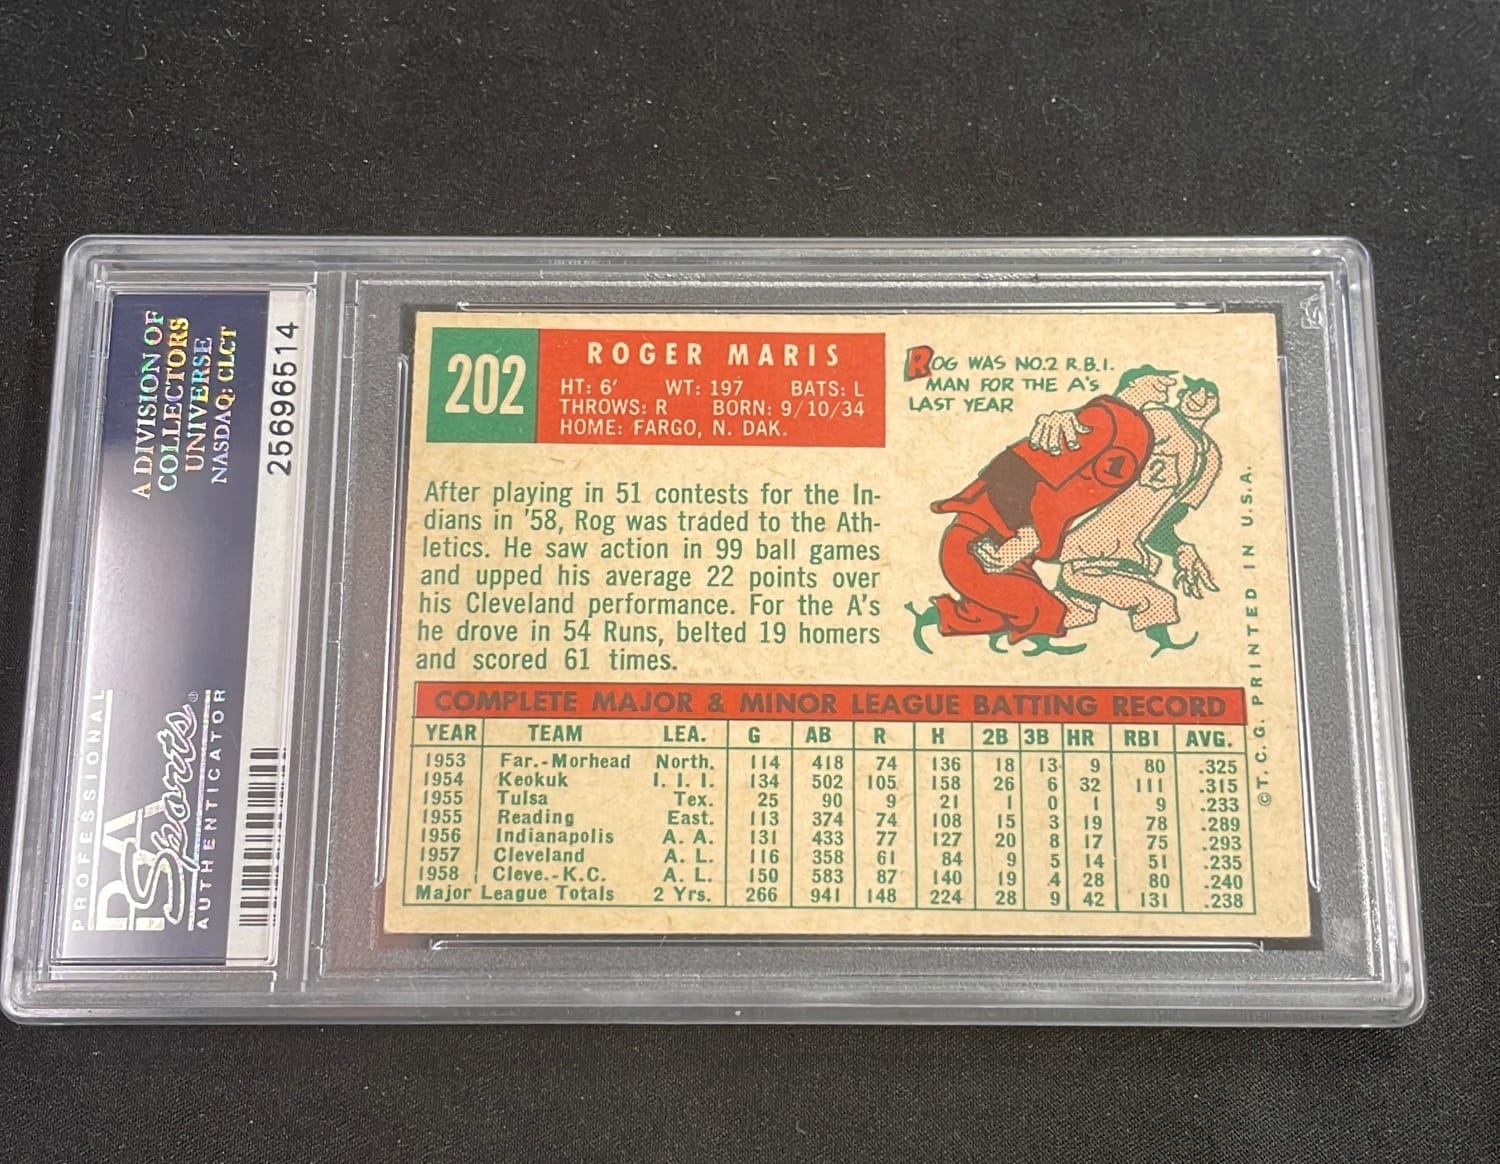 A DIVISION OF
COLLECTORS
UNIVERSE
NASDAQ: CLCT
25696514
PROFESSIONAL
PSA
Sports®
AUTHENTICATOR
202
ROGER MARIS
HT: 6′ WT: 197 BATS: L
THROWS: R BORN: 9/10/34
HOME: FARGO, N. DAK.
ROG WAS NO.2 R.B.I.
MAN FOR THE A'S
LAST YEAR
1
2
After playing in 51 contests for the In-
dians in '58, Rog was traded to the Ath-
letics. He saw action in 99 ball games
and upped his average 22 points over
his Cleveland performance. For the A's
he drove in 54 Runs, belted 19 homers
and scored 61 times.
COMPLETE MAJOR & MINOR LEAGUE BATTING RECORD
YEAR TEAM LEA. G AB R H 2B 3B HR RBI AVG.
1953 Far.-Morhead North. 114 418 74 136 18 13 9 80 .325
1954 Keokuk I. I. I. 134 502 105 158 26 6 32 111 .315
1955 Tulsa Tex. 25 90 9 21 1 0 1 9 .233
1955 Reading East. 113 374 74 108 15 3 19 78 .289
1956 Indianapolis A. A. 131 433 77 127 20 8 17 75 .293
1957 Cleveland A. L. 116 358 61 84 9 5 14 51 .235
1958 Cleve.-K.C. A. L. 150 583 87 140 19 4 28 80 .240
Major League Totals 2 Yrs. 266 941 148 224 28 9 42 131 .238
© T. C. G. PRINTED IN U.S.A.